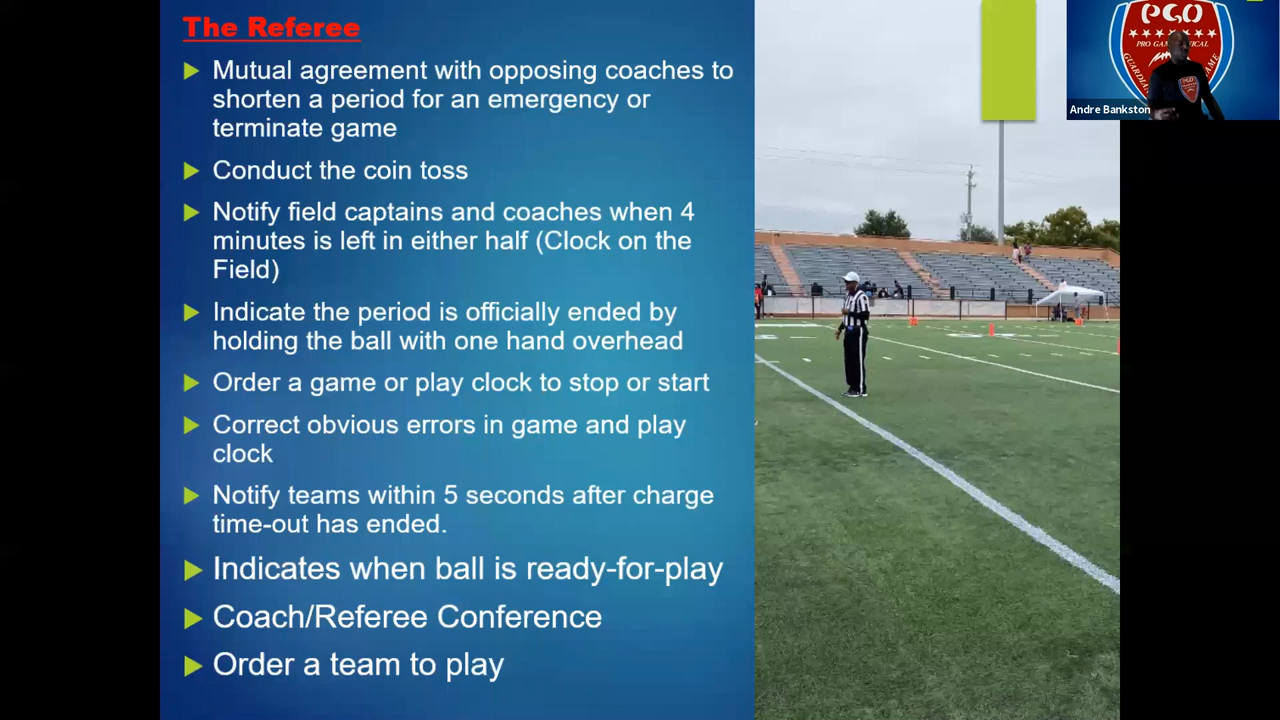 The Referee
Mutual agreement with opposing coaches to
shorten a period for an emergency or
terminate game
Conduct the coin toss
Notify field captains and coaches when 4
minutes is left in either half (Clock on the
Field)
Indicate the period is officially ended by
holding the ball with one hand overhead
Order a game or play clock to stop or start
Correct obvious errors in game and play
clock
Notify teams within 5 seconds after charge
time-out has ended.
Indicates when ball is ready-for-play
Coach/Referee Conference
Order a team to play
PGO
PRO
Andre Bankston